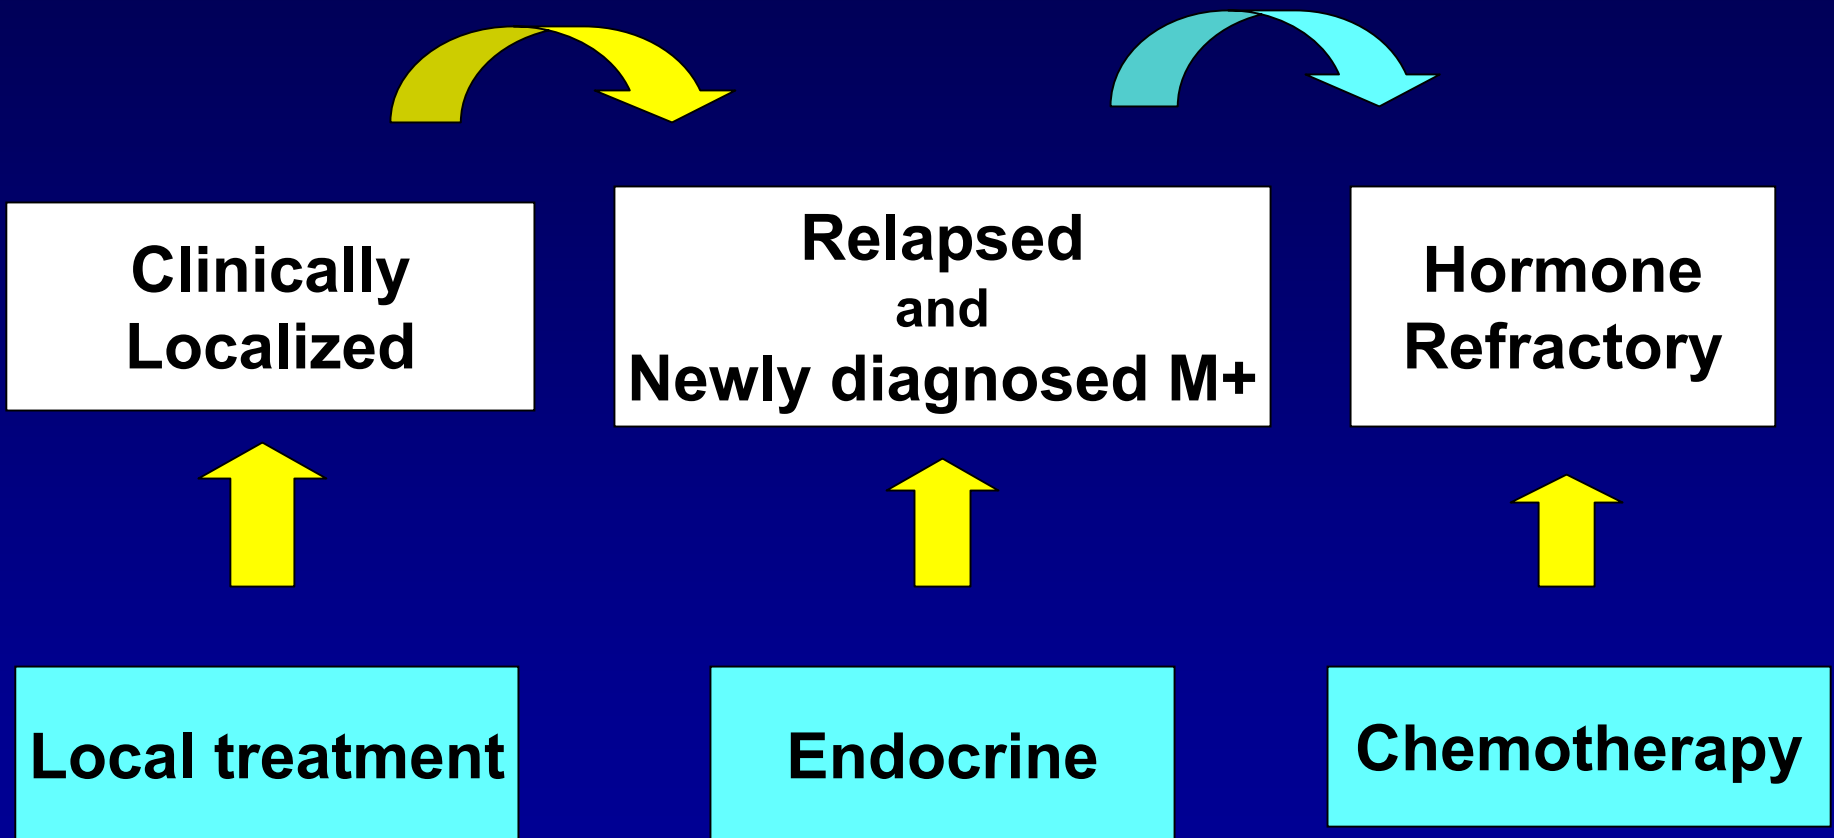 Clinically
Localized
Relapsed
and
Newly diagnosed M+
Hormone
Refractory
Local treatment
Endocrine
Chemotherapy